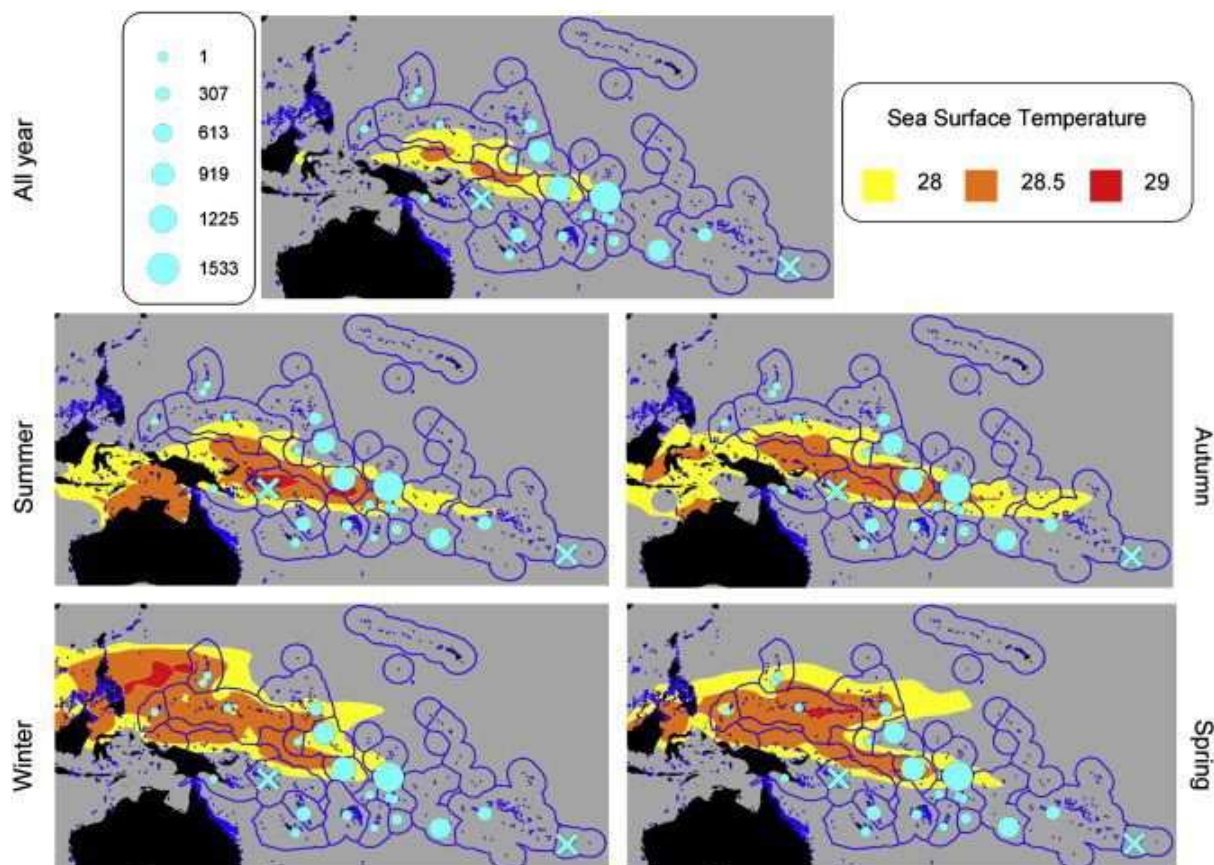 All year
1
307
613
919
1225
1533
Sea Surface Temperature
28 28.5 29
Summer
Autumn
Winter
Spring